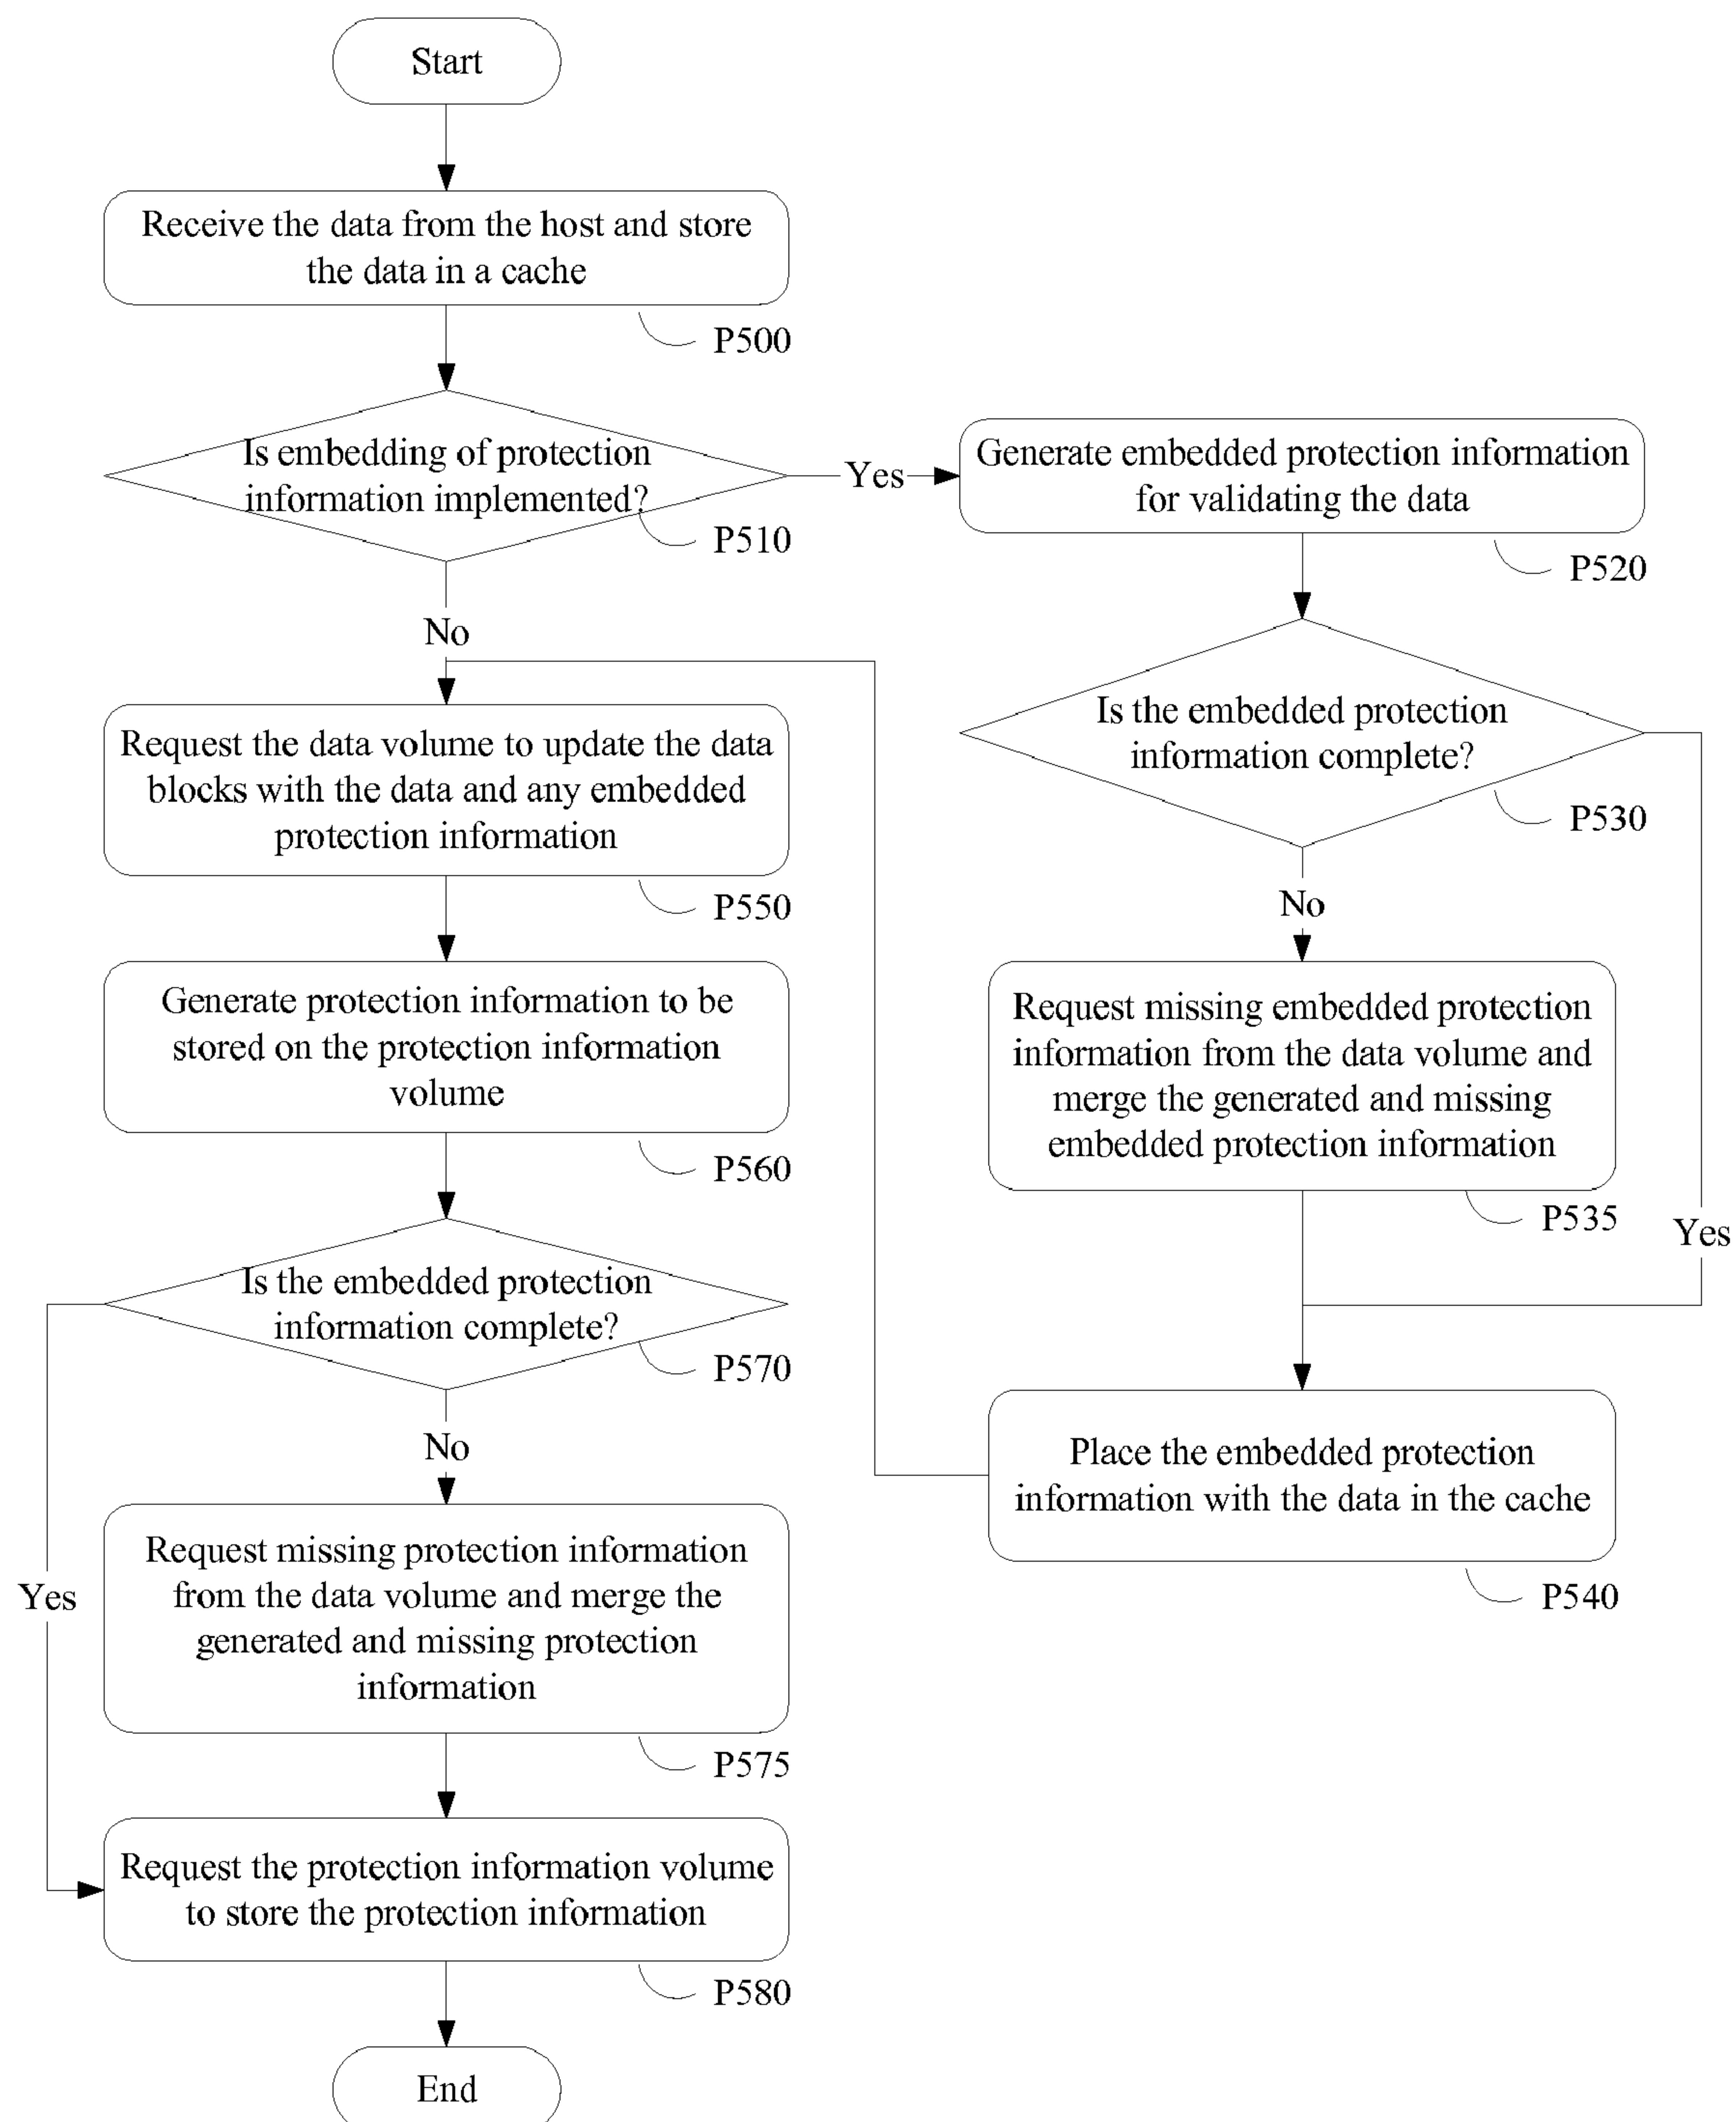 Start
Receive the data from the host and store
the data in a cache
P500
Is embedding of protection
information implemented?
P510
Yes
Generate embedded protection information
for validating the data
P520
No
Is the embedded protection
information complete?
P530
Request the data volume to update the data
blocks with the data and any embedded
protection information
P550
No
Generate protection information to be
stored on the protection information
volume
P560
Request missing embedded protection
information from the data volume and
merge the generated and missing
embedded protection information
P535
Yes
Is the embedded protection
information complete?
P570
No
Place the embedded protection
information with the data in the cache
P540
Yes
Request missing protection information
from the data volume and merge the
generated and missing protection
information
P575
Request the protection information volume
to store the protection information
P580
End